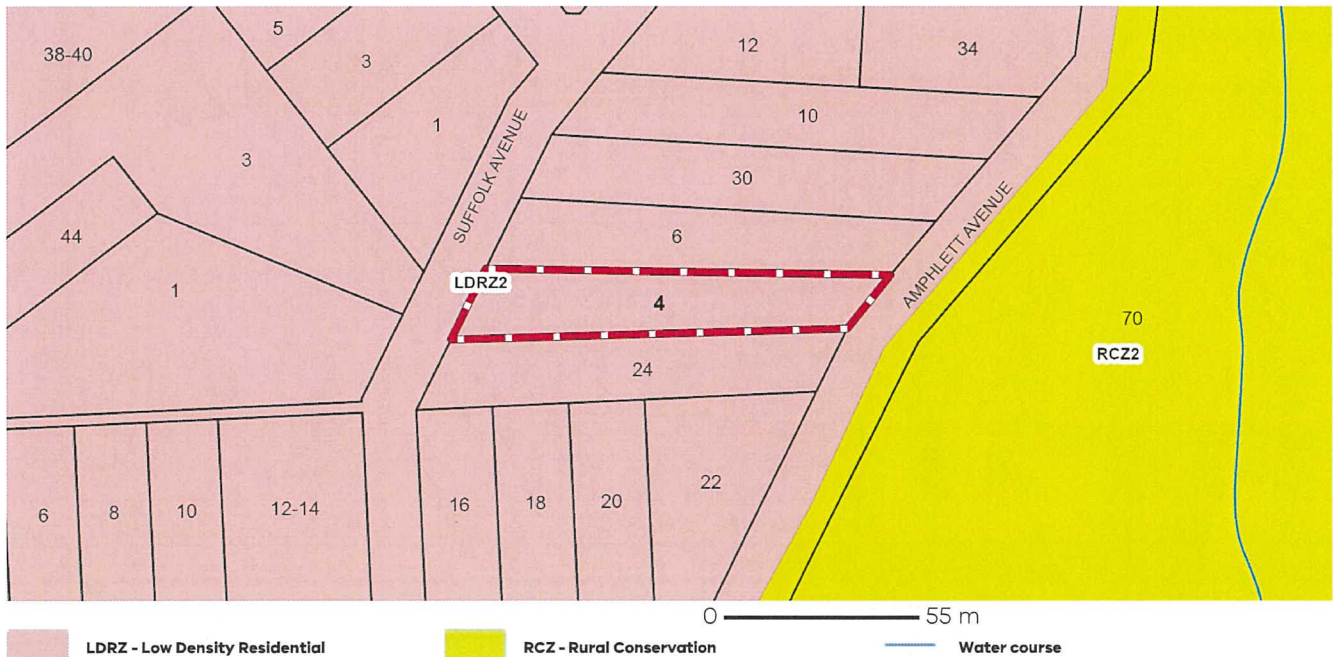 38-40
5
3
1
3
44
1
SUFFOLK AVENUE
12
34
10
30
6
LDRZ2
4
24
AMPHLETT AVENUE
70
RCZ2
6
8
10
12-14
16
18
20
22
0 55 m
LDRZ - Low Density Residential
RCZ - Rural Conservation
Water course